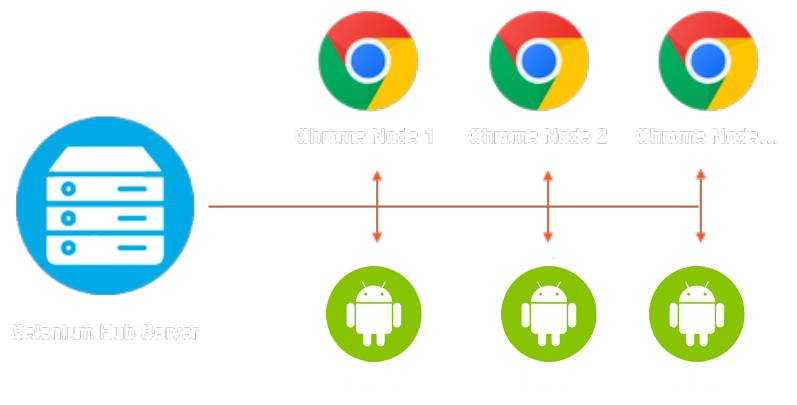 Chrome Node 1
Chrome Node 2
Chrome Node...
Selenium Hub Server